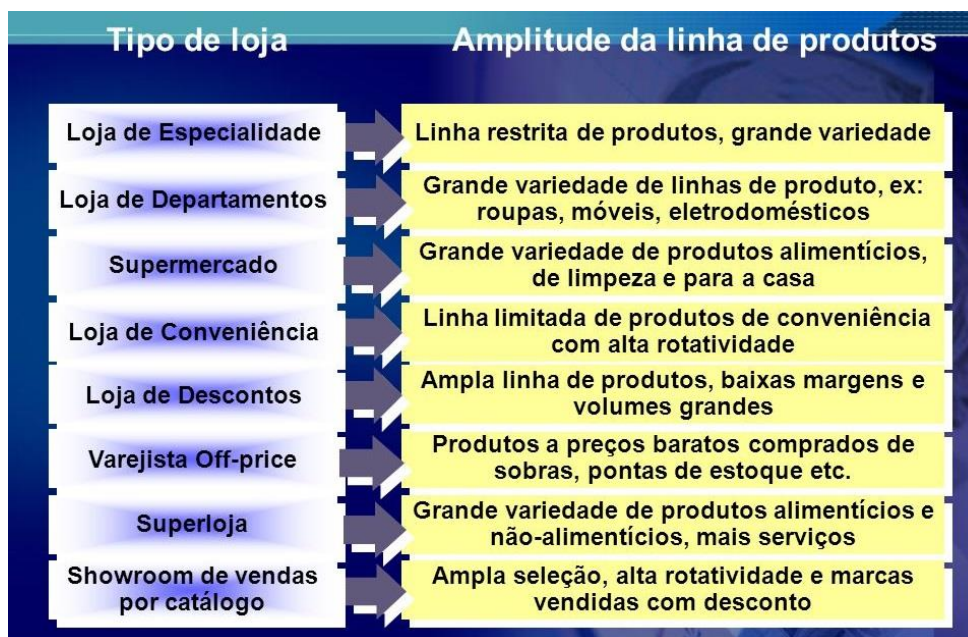 Tipo de loja
Amplitude da linha de produtos
Loja de Especialidade
Linha restrita de produtos, grande variedade
Loja de Departamentos
Grande variedade de linhas de produto, ex:
roupas, móveis, eletrodomésticos
Supermercado
Grande variedade de produtos alimentícios,
de limpeza e para a casa
Loja de Conveniência
Linha limitada de produtos de conveniência
com alta rotatividade
Loja de Descontos
Ampla linha de produtos, baixas margens e
volumes grandes
Varejista Off-price
Produtos a preços baratos comprados de
sobras, pontas de estoque etc.
Superloja
Grande variedade de produtos alimentícios e
não-alimentícios, mais serviços
Showroom de vendas
por catálogo
Ampla seleção, alta rotatividade e marcas
vendidas com desconto